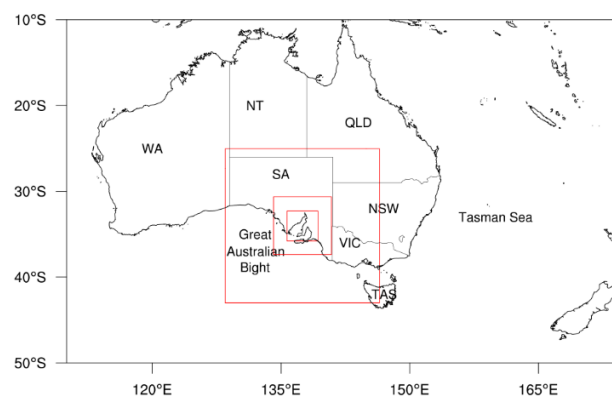 10°S
NT
20°S
QLD
WA
SA
30°S
NSW
Tasman Sea
Great
Australian
Bight
VIC
40°S
TAS
50°S
120°E 135°E 150°E 165°E